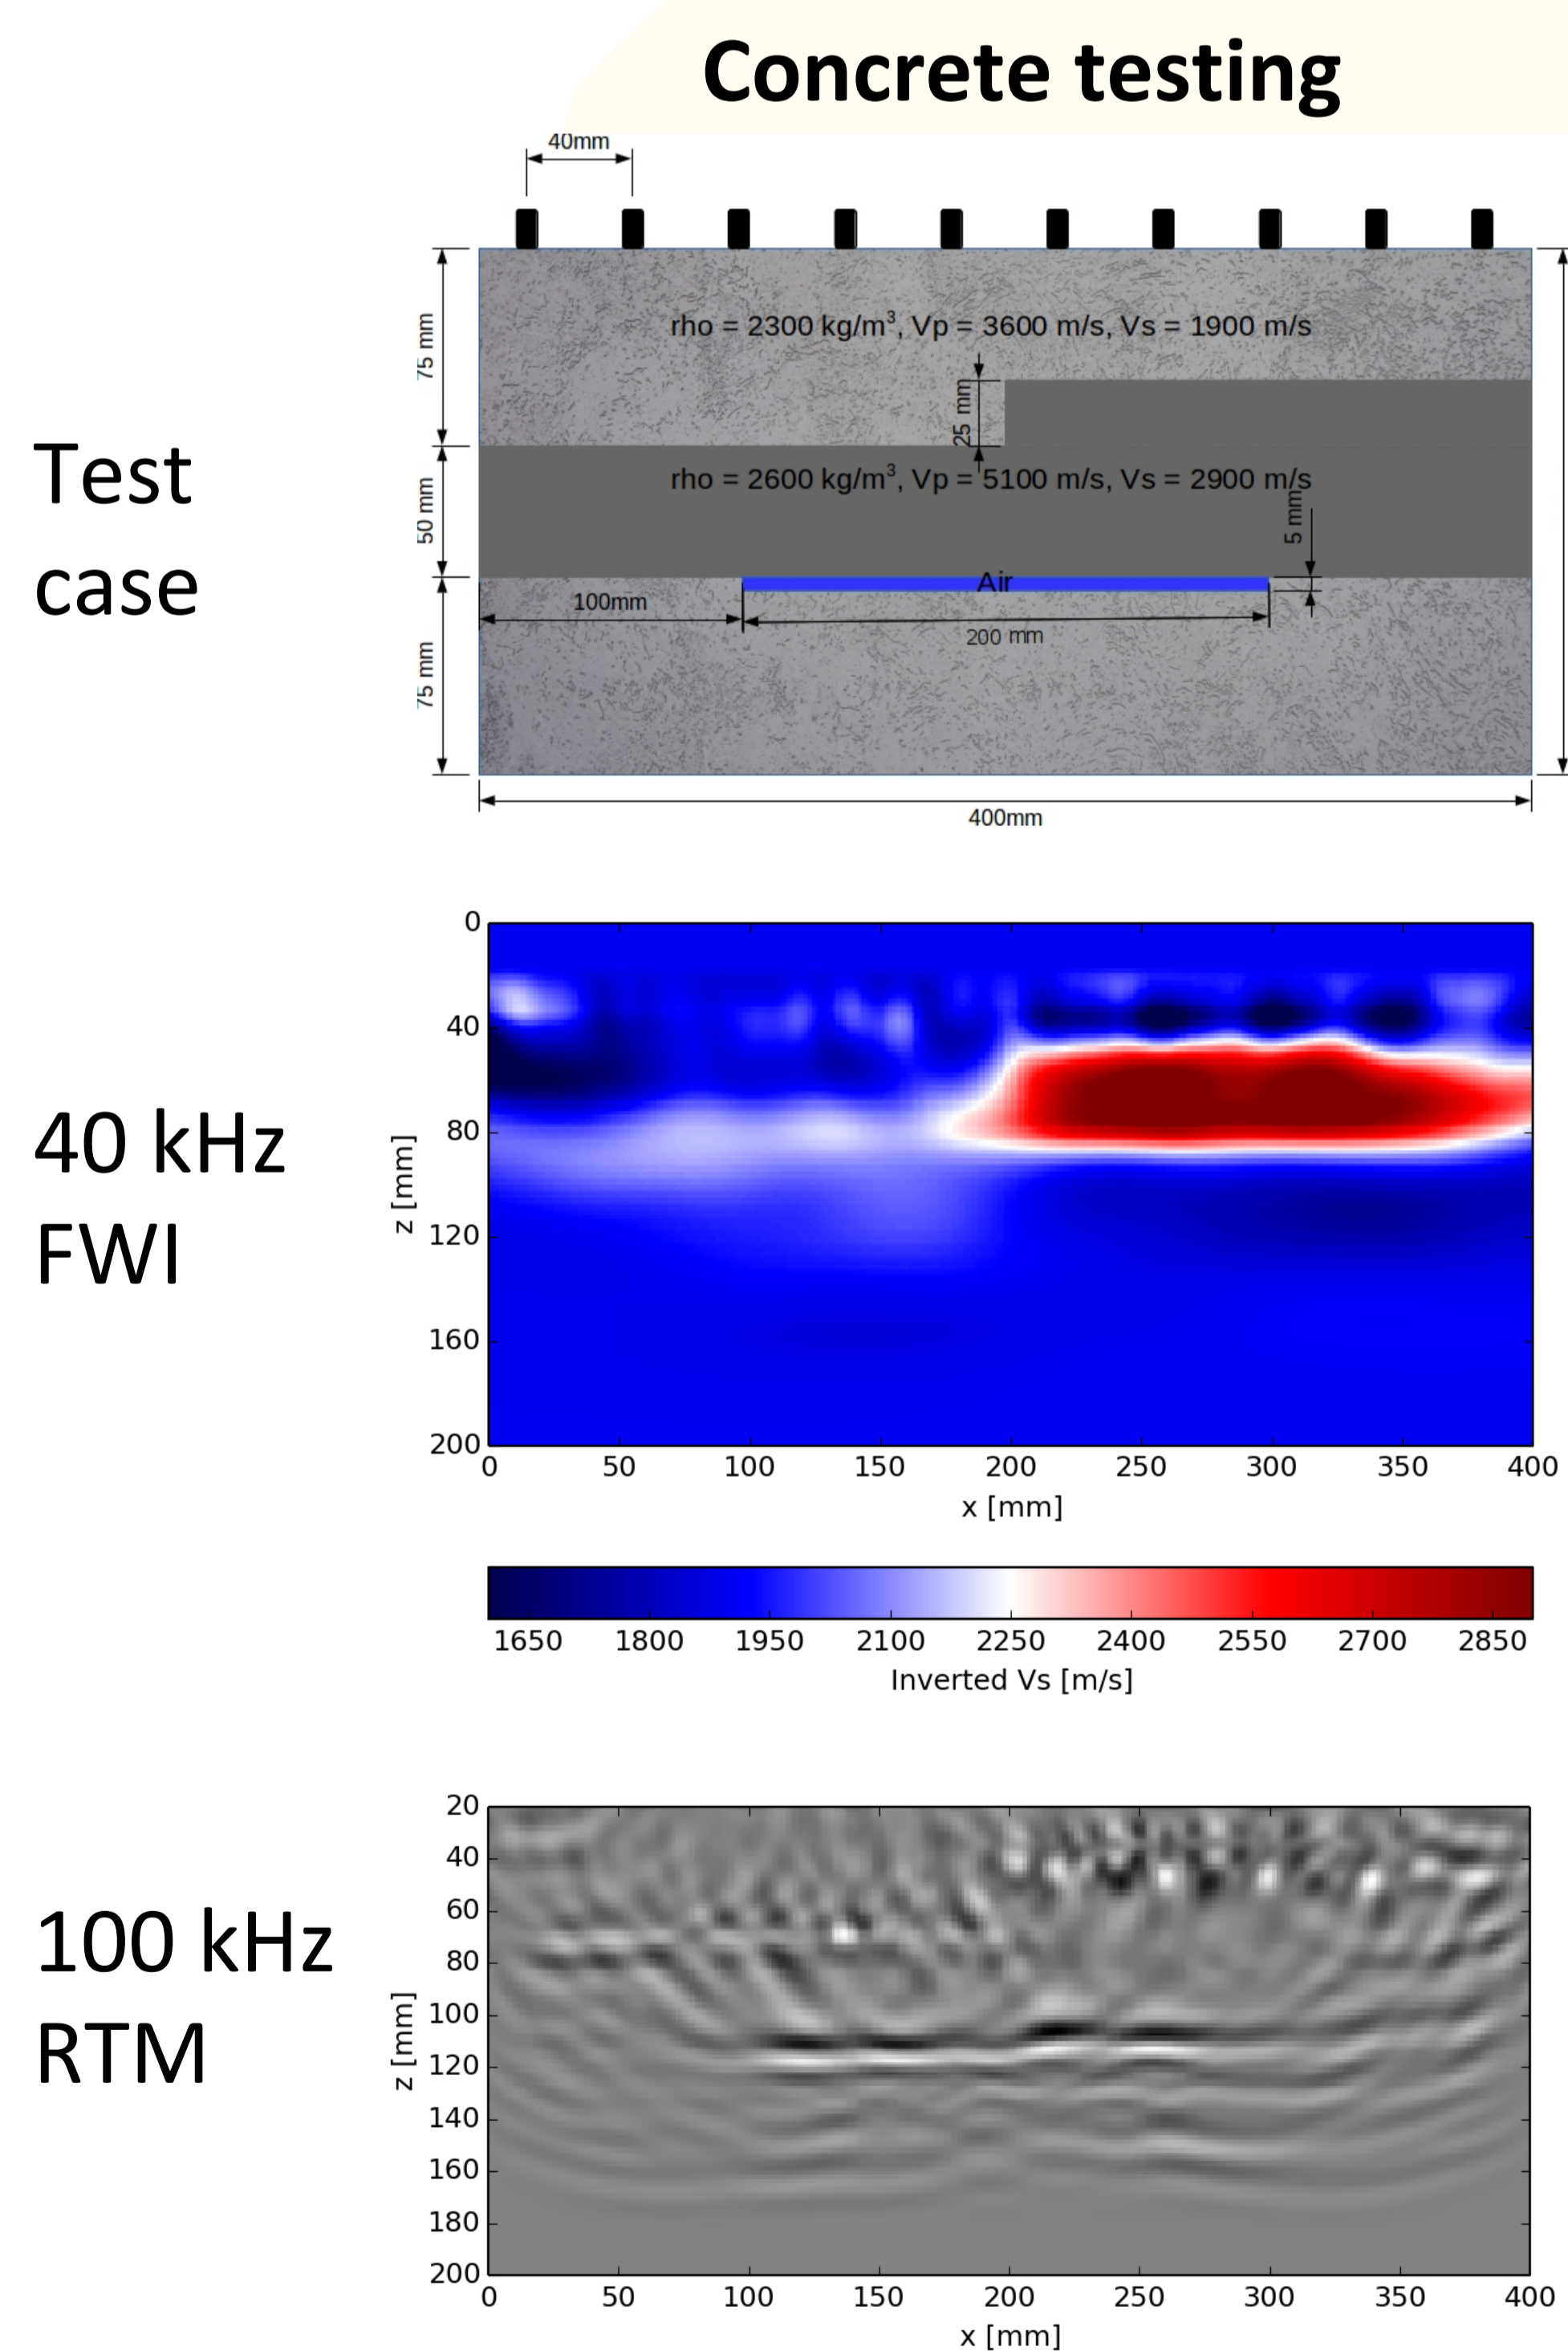 Concrete testing
40mm
75 mm
rho = 2300 kg/m³, Vp = 3600 m/s, Vs = 1900 m/s
25 mm
Test
case
50 mm
rho = 2600 kg/m³, Vp = 5100 m/s, Vs = 2900 m/s
5 mm
Air
100mm
200 mm
75 mm
400mm
40 kHz
FWI
z [mm]
0
40
80
120
160
200
0 50 100 150 200 250 300 350 400
x [mm]
1650 1800 1950 2100 2250 2400 2550 2700 2850
Inverted Vs [m/s]
100 kHz
RTM
z [mm]
20
40
60
80
100
120
140
160
180
200
0 50 100 150 200 250 300 350 400
x [mm]